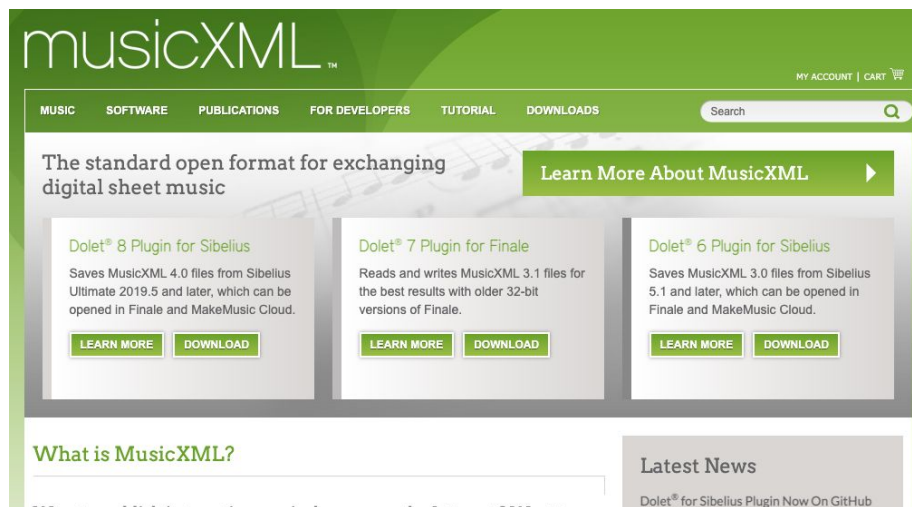 musicXML™
MY ACCOUNT | CART
MUSIC SOFTWARE PUBLICATIONS FOR DEVELOPERS TUTORIAL DOWNLOADS Search
The standard open format for exchanging
digital sheet music
Learn More About MusicXML
Dolet® 8 Plugin for Sibelius
Saves MusicXML 4.0 files from Sibelius
Ultimate 2019.5 and later, which can be
opened in Finale and MakeMusic Cloud.
LEARN MORE DOWNLOAD
Dolet® 7 Plugin for Finale
Reads and writes MusicXML 3.1 files for
the best results with older 32-bit
versions of Finale.
LEARN MORE DOWNLOAD
Dolet® 6 Plugin for Sibelius
Saves MusicXML 3.0 files from Sibelius
5.1 and later, which can be opened in
Finale and MakeMusic Cloud.
LEARN MORE DOWNLOAD
What is MusicXML?
Latest News
Dolet® for Sibelius Plugin Now On GitHub